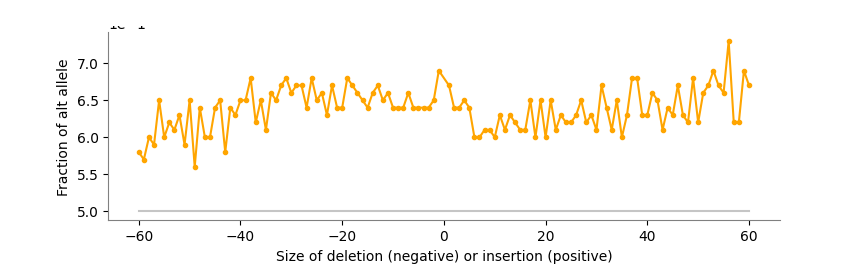 7.0
6.5
6.0
5.5
5.0
Fraction of alt allele
−60 −40 −20 0 20 40 60
Size of deletion (negative) or insertion (positive)